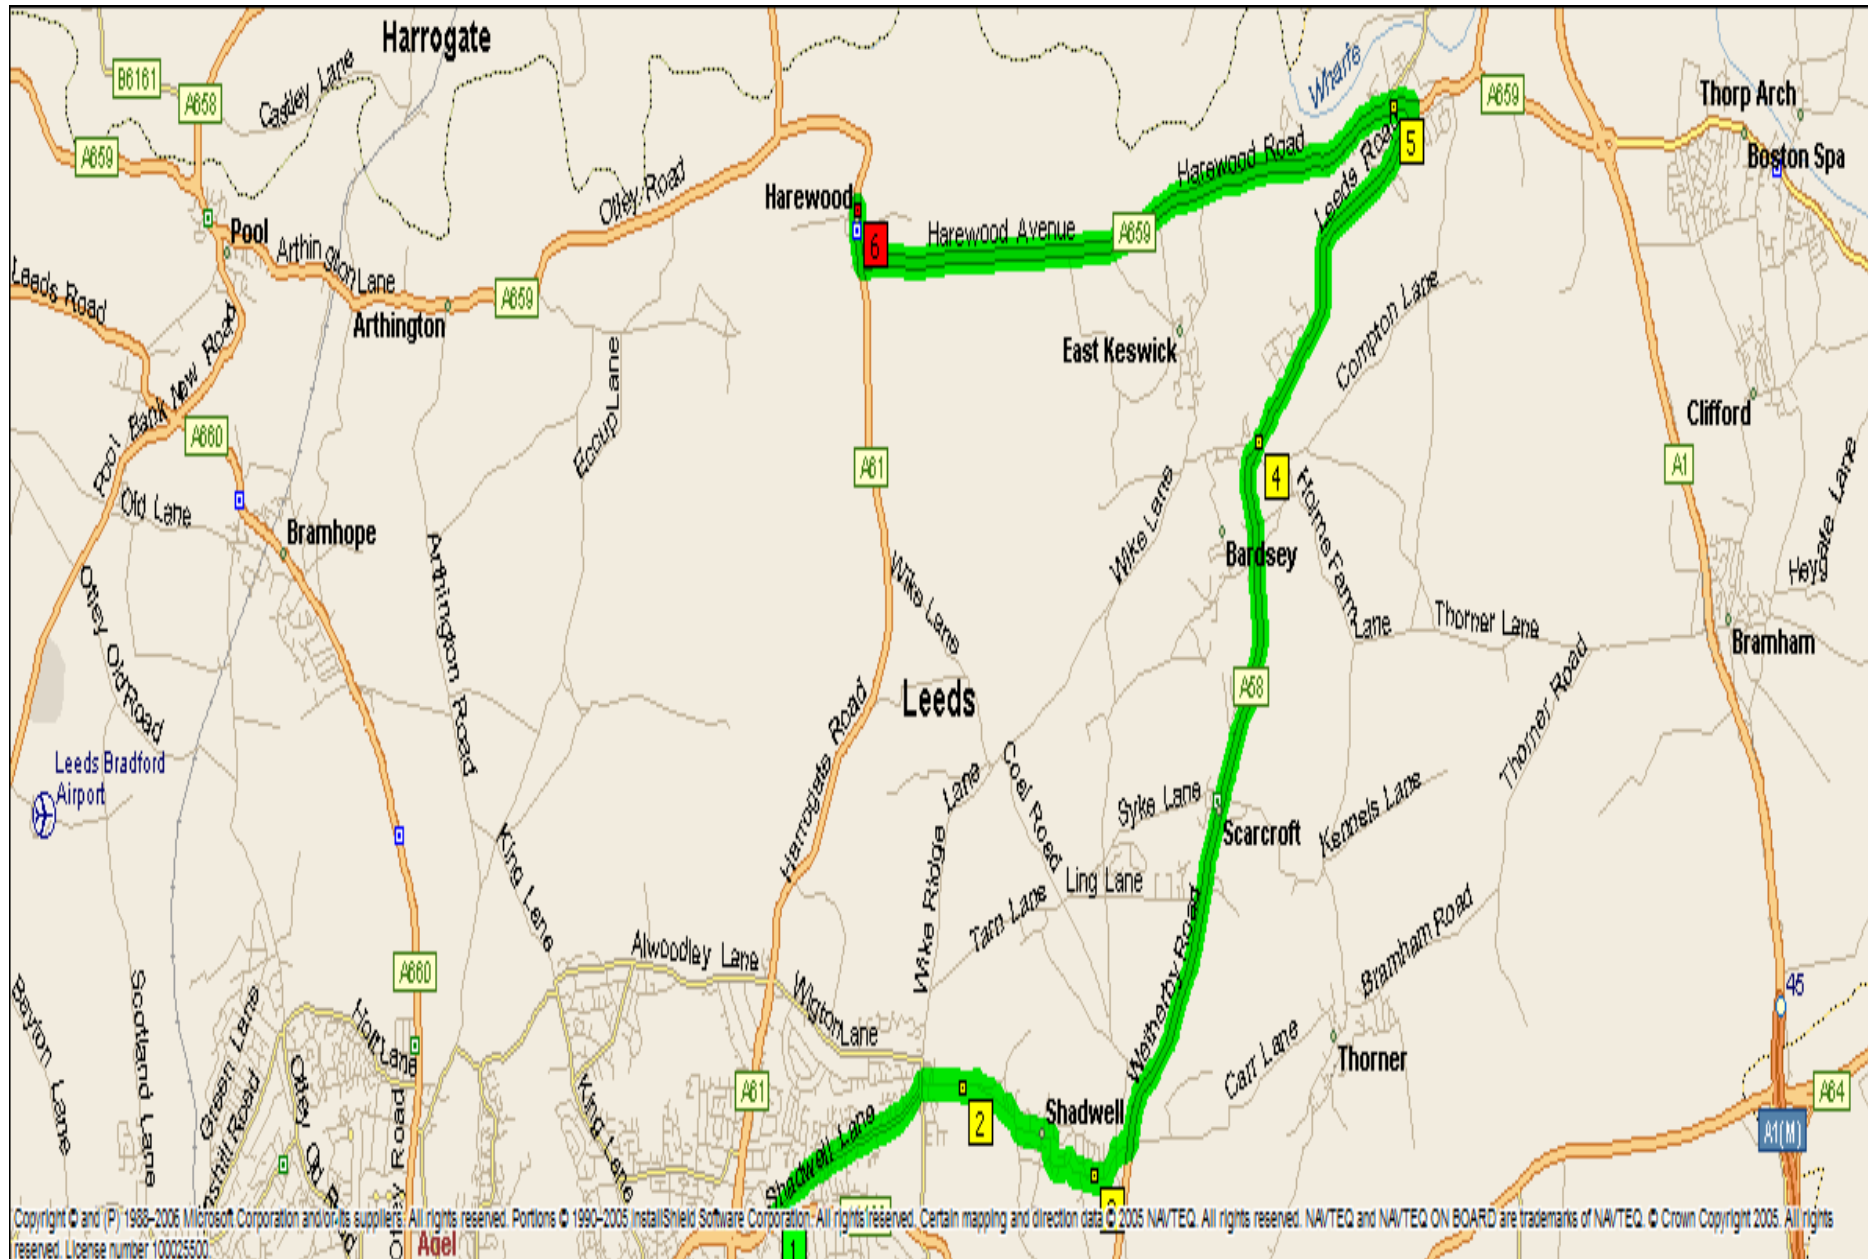 Harrogate
B6161
A658
Castley Lane
A659
Pool
Arthington Lane
Leeds Road
Arthington
A659
Otley Road
Harewood
6
Harewood Avenue
A659
Harewood Road
Leeds Road
Wharfe
5
A659
Thorp Arch
Boston Spa
Pool Bank New Road
A660
Old Lane
Bramhope
Eccup Lane
A61
East Keswick
Compton Lane
4
Wike Lane
Bardsey
Holme Farm Lane
Thorner Lane
A1
Clifford
Heygate Lane
Bramham
Otley Old Road
Arthington Road
Wike Lane
Leeds
A58
Thorner Road
Leeds Bradford
Airport
King Lane
Harrogate Road
Wike Ridge Lane
Coal Road
Syke Lane
Scarcroft
Kennels Lane
Ling Lane
Tarn Lane
Wetherby Road
Bramham Road
Alwoodley Lane
Wigton Lane
A660
Bayton Lane
Scotland Lane
Green Lane
Holt Lane
Otley Old R
Otley Road
King Lane
A61
Shadwell Lane
2
Shadwell
3
Carr Lane
Thorner
45
A64
A1(M)
1
Adel
Copyright © and (P) 1988–2006 Microsoft Corporation and/or its suppliers. All rights reserved. Portions © 1990–2005 InstallShield Software Corporation. All rights reserved. Certain mapping and direction data © 2005 NAVTEQ. All rights reserved. NAVTEQ and NAVTEQ ON BOARD are trademarks of NAVTEQ. © Crown Copyright 2005. All rights
reserved. License number 100025500.